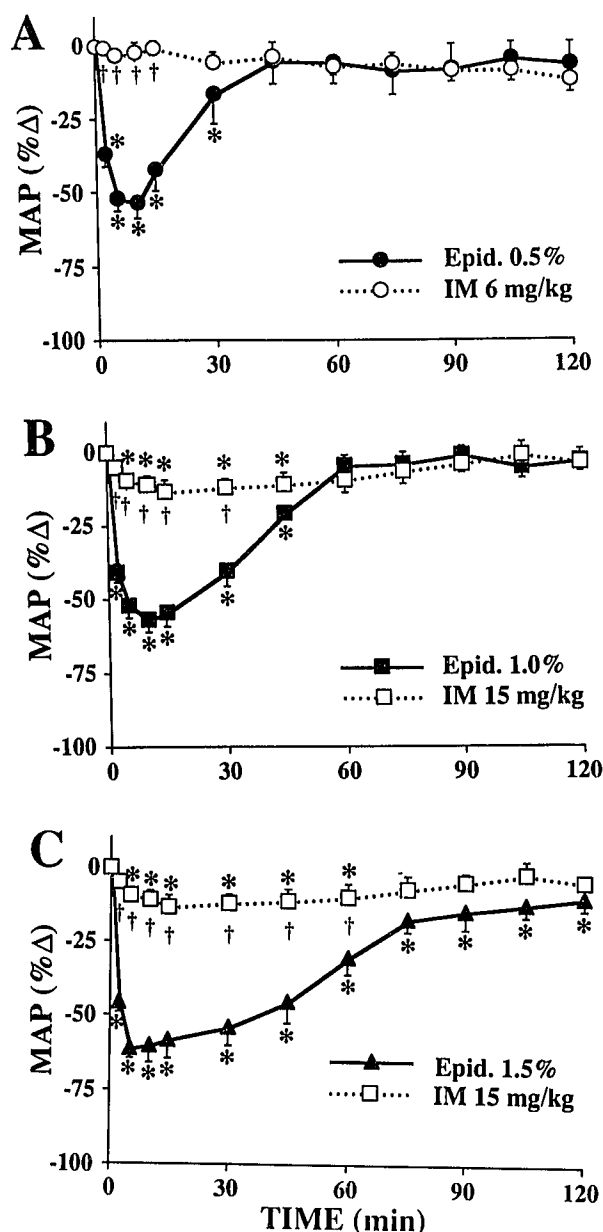 A
MAP (%Δ)
0
-25
-50
-75
-100
† † † †
*
* * *
*
Epid. 0.5%
IM 6 mg/kg
0 30 60 90 120
B
MAP (%Δ)
0
-25
-50
-75
-100
* * * * *
† † † † †
* * * * * *
Epid. 1.0%
IM 15 mg/kg
0 30 60 90 120
C
MAP (%Δ)
0
-25
-50
-75
-100
* * * * * *
† † † † † †
* * * * * * * * * * *
Epid. 1.5%
IM 15 mg/kg
0 30 60 90 120
TIME (min)